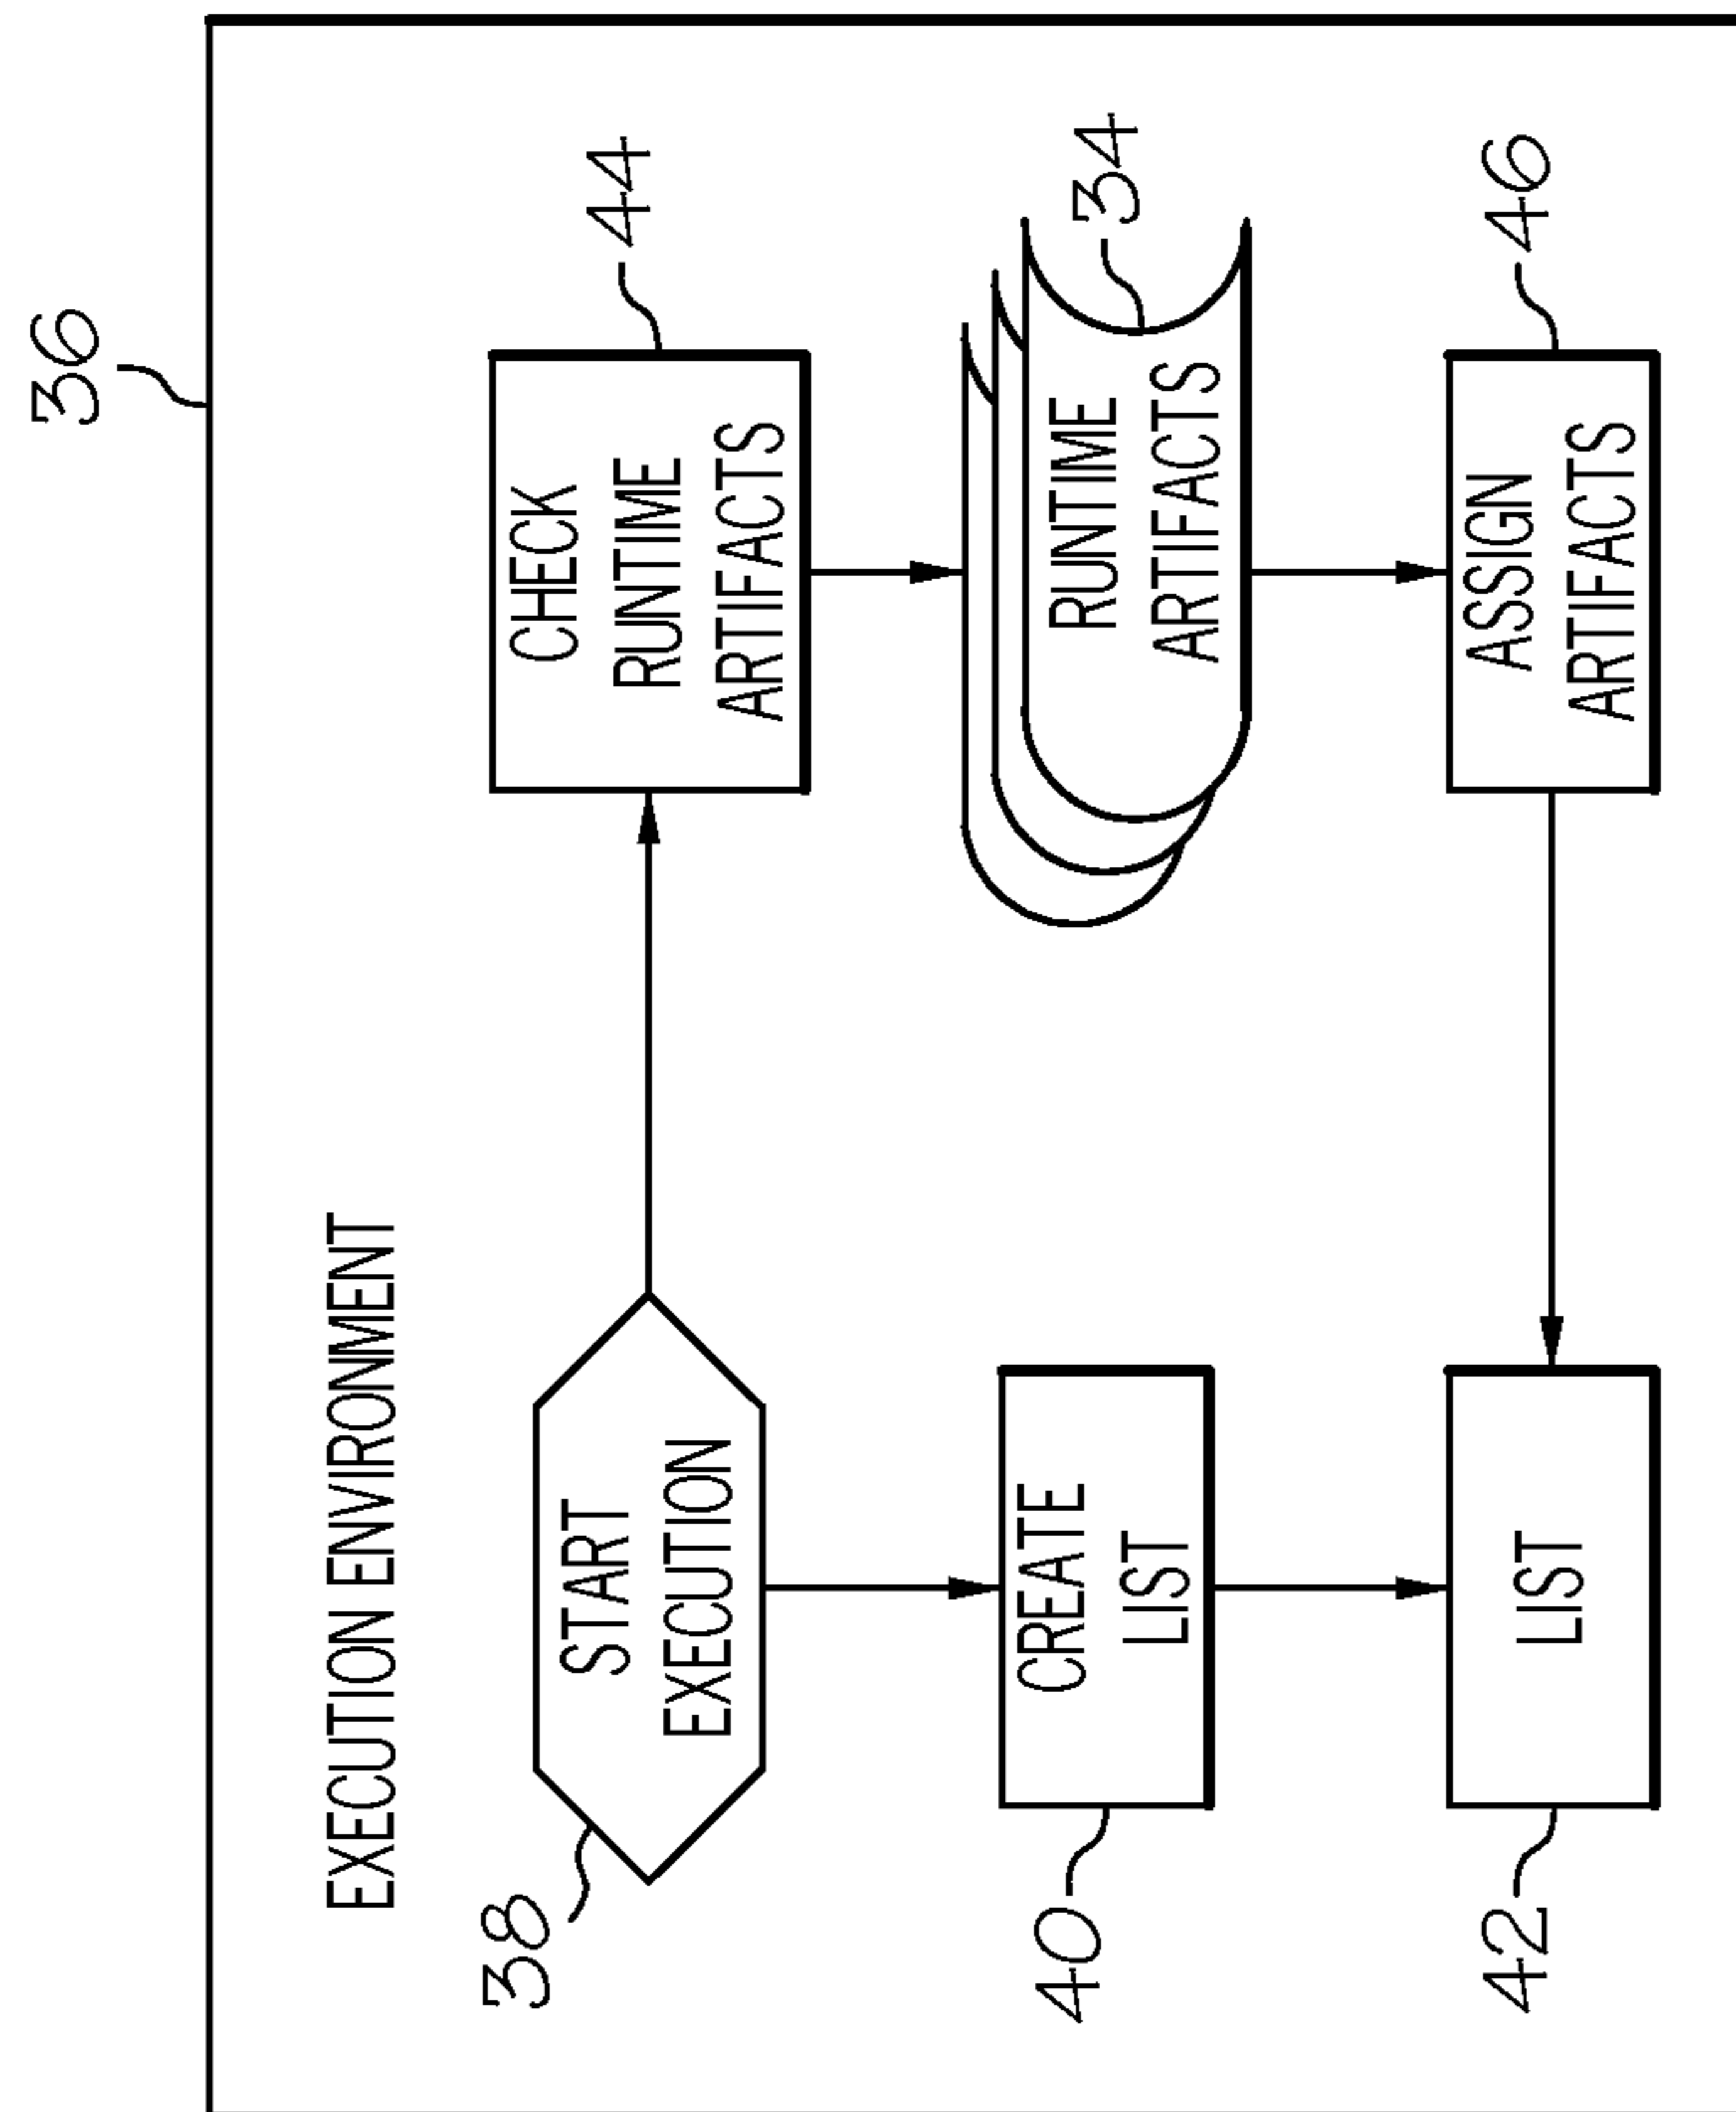 36
EXECUTION ENVIRONMENT
38
START
EXECUTION
CHECK
RUNTIME
ARTIFACTS
44
40
CREATE
LIST
RUNTIME
ARTIFACTS
34
42
LIST
ASSIGN
ARTIFACTS
46